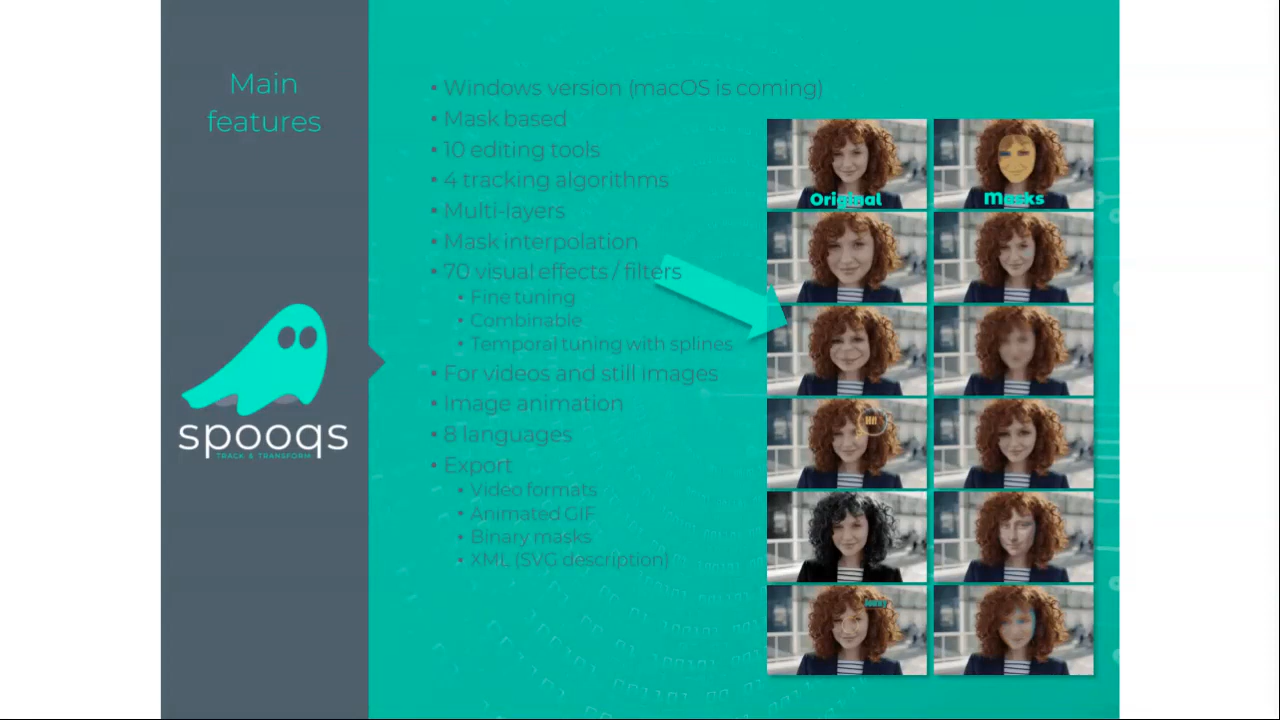 Main
features
▪ Windows version (macOS is coming)
▪ Mask based
▪ 10 editing tools
▪ 4 tracking algorithms
▪ Multi-layers
▪ Mask interpolation
▪ 70 visual effects / filters
▪ Fine tuning
▪ Combinable
▪ Temporal tuning with splines
▪ For videos and still images
▪ Image animation
▪ 8 languages
▪ Export
▪ Video formats
▪ Animated GIF
▪ Binary masks
▪ XML (SVG description)
spooqs
TRACK & TRANSFORM
Original
Masks
Hi!